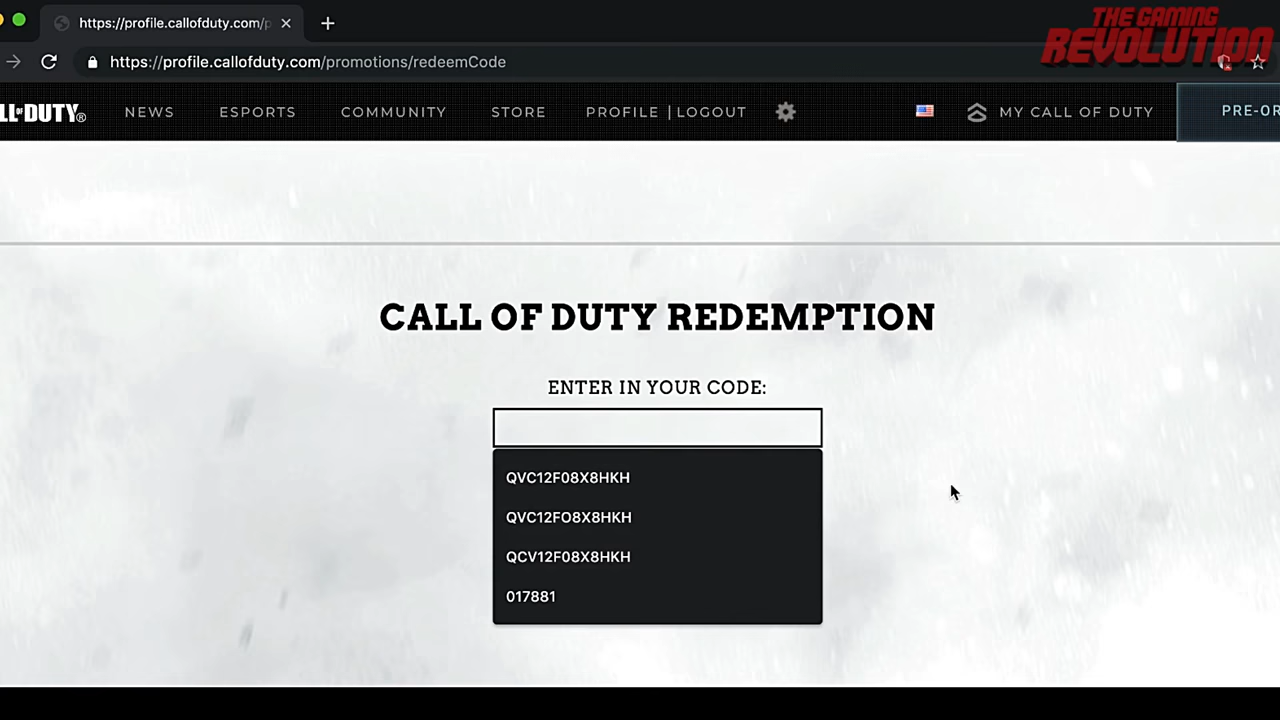 https://profile.callofduty.com/p
THE GAMING
REVOLUTION
https://profile.callofduty.com/promotions/redeemCode
LL OF DUTY® NEWS ESPORTS COMMUNITY STORE PROFILE | LOGOUT MY CALL OF DUTY PRE-OR
CALL OF DUTY REDEMPTION
ENTER IN YOUR CODE:
QVC12F08X8HKH
QVC12FO8X8HKH
QCV12F08X8HKH
017881